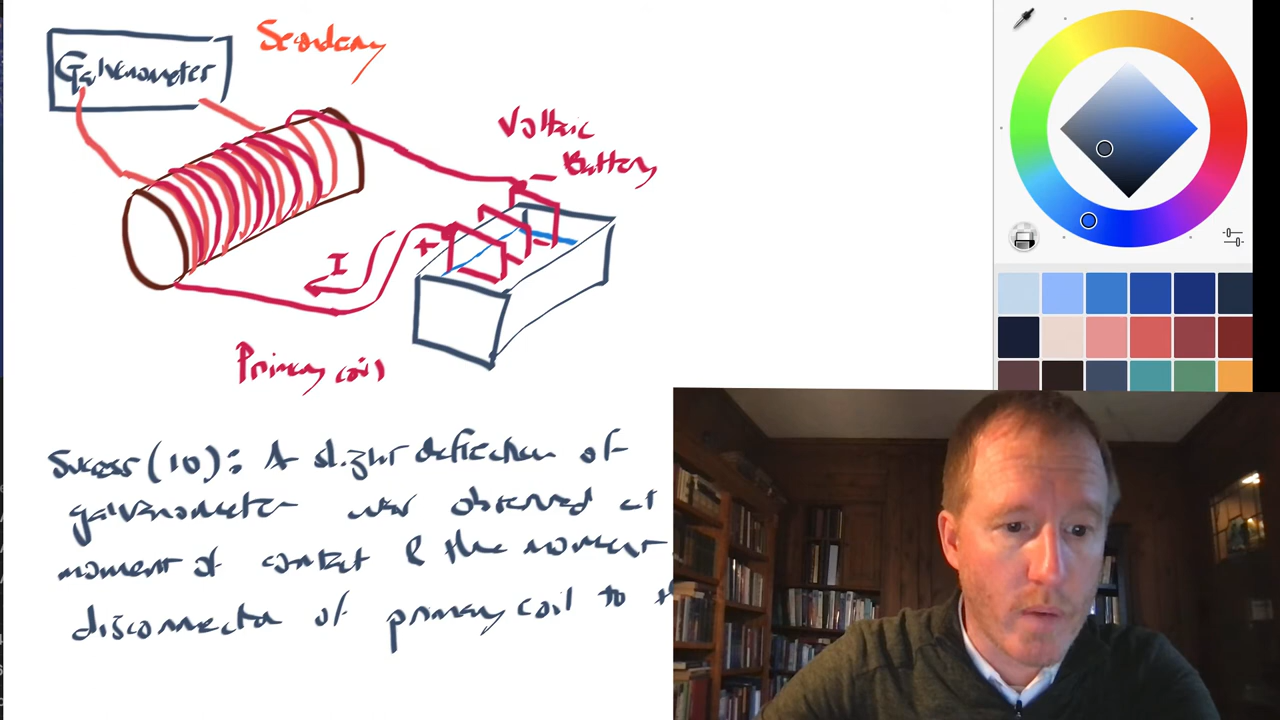 Secondary
Galvanometer
Voltaic
Battery
+
-
I
Primary coil
Success (10): A slight deflection of
galvanometer was observed at
moment of contact & the moment
disconnection of primary coil to th